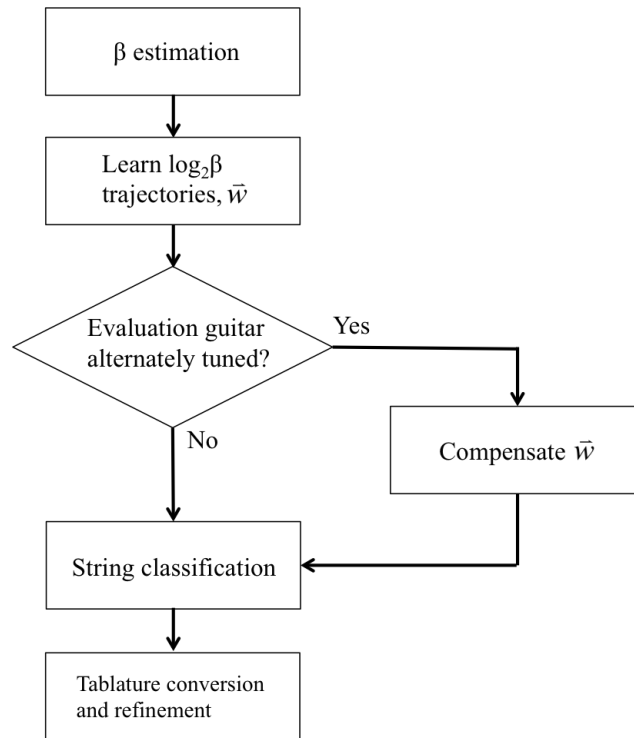 β estimation
Learn log₂β
trajectories, w̄
Evaluation guitar
alternately tuned?
Yes
No
Compensate w̄
String classification
Tablature conversion
and refinement